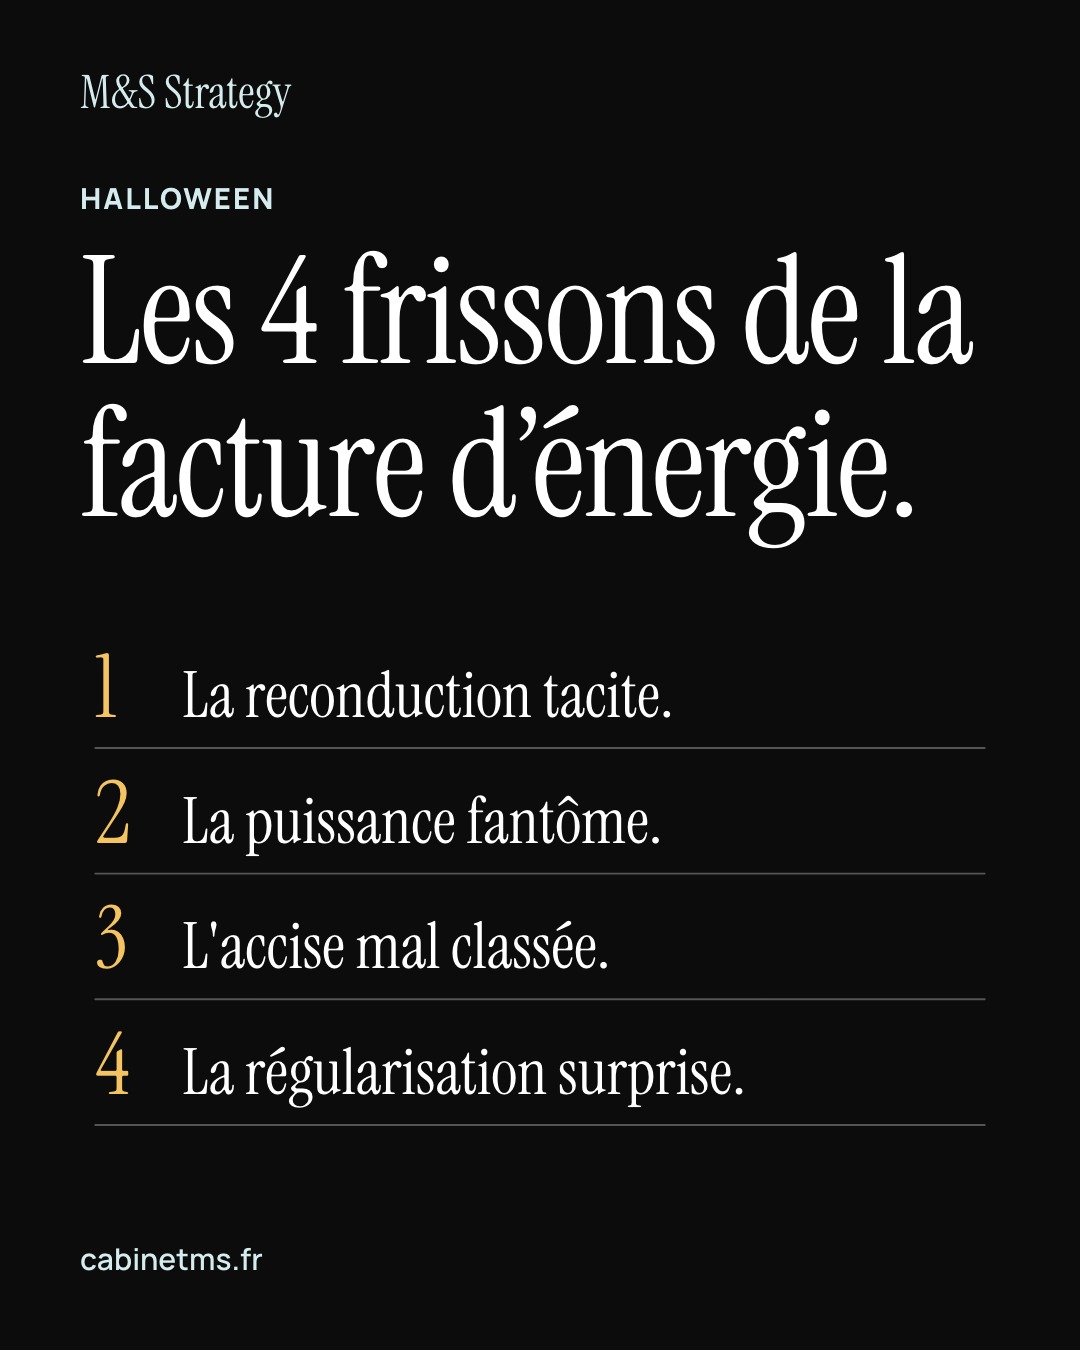 M&S Strategy
HALLOWEEN
Les 4 frissons de la
facture d’énergie.
1 La reconduction tacite.
2 La puissance fantôme.
3 L'accise mal classée.
4 La régularisation surprise.
cabinetms.fr